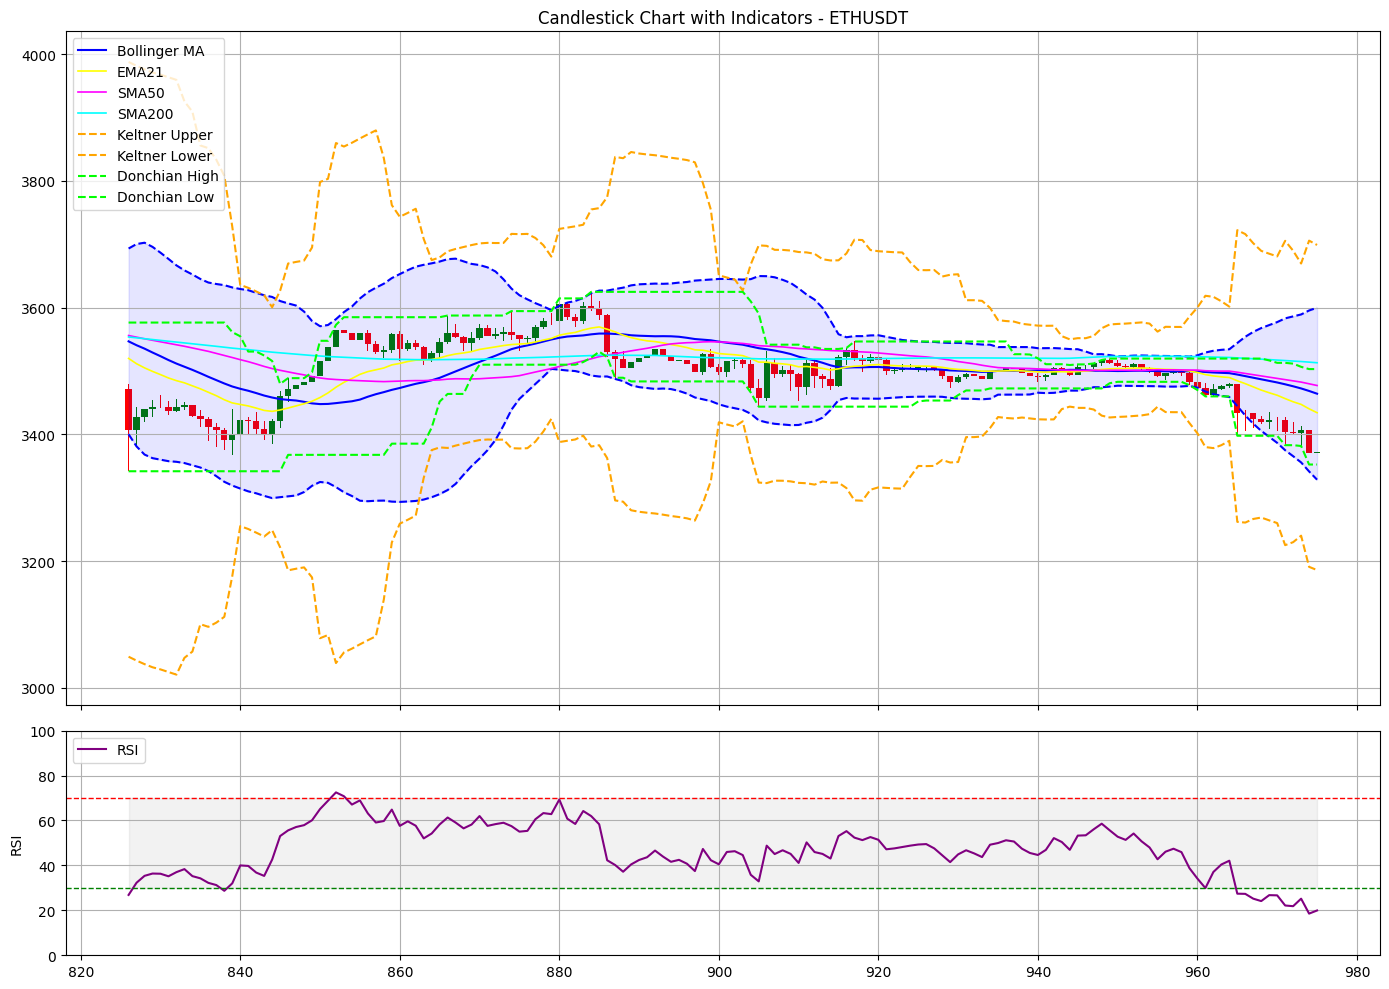 Candlestick Chart with Indicators - ETHUSDT
4000
3800
3600
3400
3200
3000
Bollinger MA
EMA21
SMA50
SMA200
Keltner Upper
Keltner Lower
Donchian High
Donchian Low
100
80
60
40
20
0
RSI
RSI
820
840
860
880
900
920
940
960
980